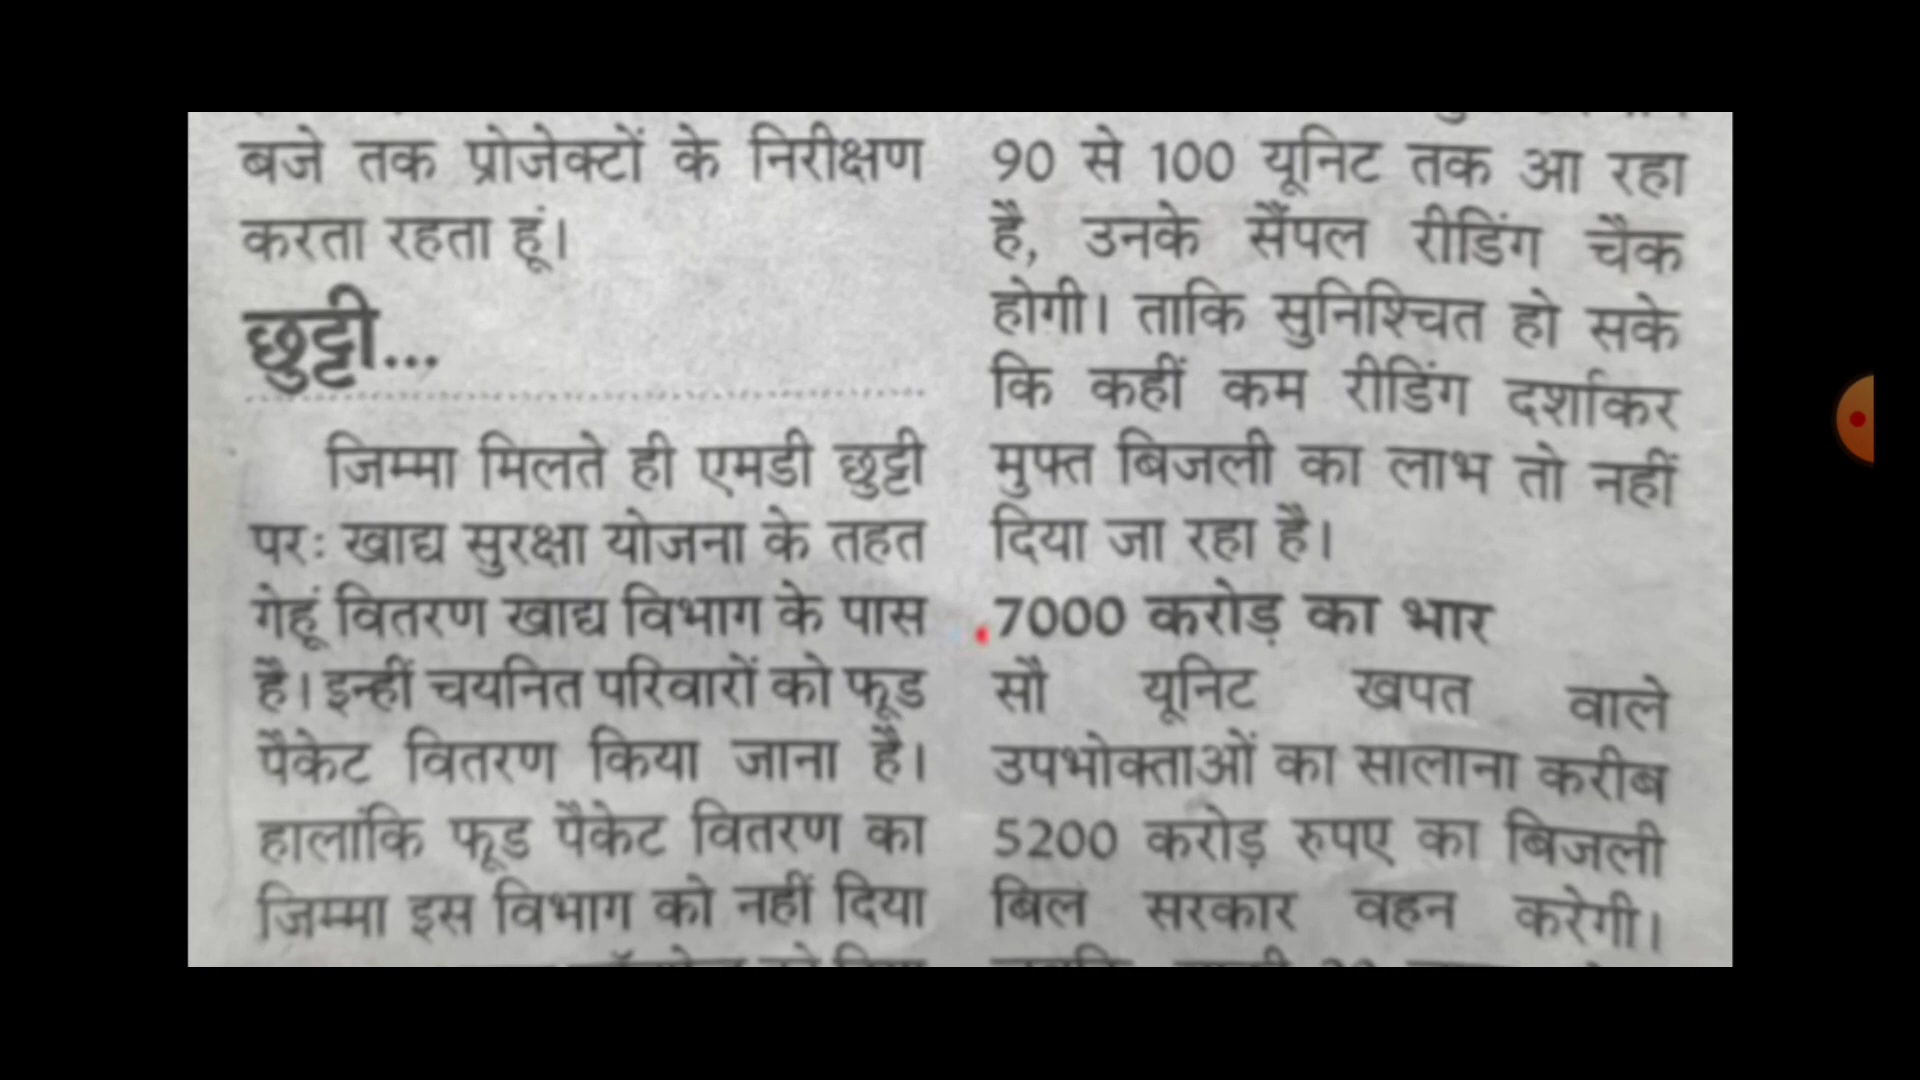 बजे तक प्रोजेक्टों के निरीक्षण
करता रहता हूं।
छुट्टी...
जिम्मा मिलते ही एमडी छुट्टी
परः खाद्य सुरक्षा योजना के तहत
गेहूं वितरण खाद्य विभाग के पास
है। इन्हीं चयनित परिवारों को फूड
पैकेट वितरण किया जाना है।
हालांकि फूड पैकेट वितरण का
जिम्मा इस विभाग को नहीं दिया
90 से 100 यूनिट तक आ रहा
है, उनके सैंपल रीडिंग चैक
होगी। ताकि सुनिश्चित हो सके
कि कहीं कम रीडिंग दर्शाकर
मुफ्त बिजली का लाभ तो नहीं
दिया जा रहा है।
7000 करोड़ का भार
सौ यूनिट खपत वाले
उपभोक्ताओं का सालाना करीब
5200 करोड़ रुपए का बिजली
बिल सरकार वहन करेगी।